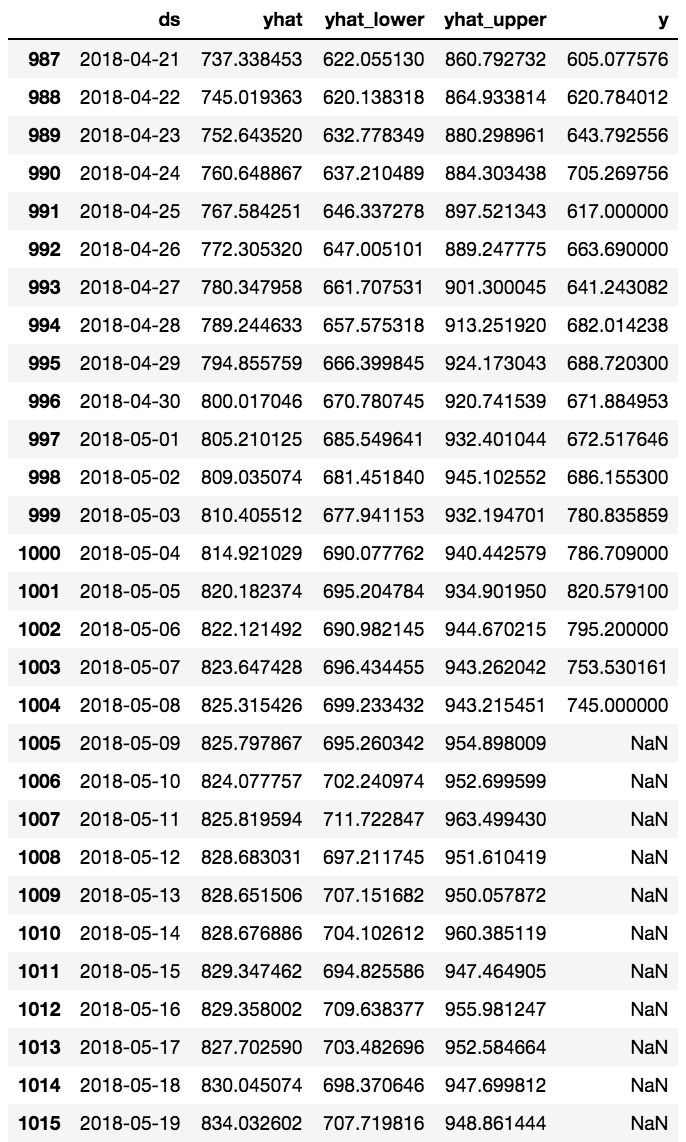 ds yhat yhat_lower yhat_upper y
987 2018-04-21 737.338453 622.055130 860.792732 605.077576
988 2018-04-22 745.019363 620.138318 864.933814 620.784012
989 2018-04-23 752.643520 632.778349 880.298961 643.792556
990 2018-04-24 760.648867 637.210489 884.303438 705.269756
991 2018-04-25 767.584251 646.337278 897.521343 617.000000
992 2018-04-26 772.305320 647.005101 889.247775 663.690000
993 2018-04-27 780.347958 661.707531 901.300045 641.243082
994 2018-04-28 789.244633 657.575318 913.251920 682.014238
995 2018-04-29 794.855759 666.399845 924.173043 688.720300
996 2018-04-30 800.017046 670.780745 920.741539 671.884953
997 2018-05-01 805.210125 685.549641 932.401044 672.517646
998 2018-05-02 809.035074 681.451840 945.102552 686.155300
999 2018-05-03 810.405512 677.941153 932.194701 780.835859
1000 2018-05-04 814.921029 690.077762 940.442579 786.709000
1001 2018-05-05 820.182374 695.204784 934.901950 820.579100
1002 2018-05-06 822.121492 690.982145 944.670215 795.200000
1003 2018-05-07 823.647428 696.434455 943.262042 753.530161
1004 2018-05-08 825.315426 699.233432 943.215451 745.000000
1005 2018-05-09 825.797867 695.260342 954.898009 NaN
1006 2018-05-10 824.077757 702.240974 952.699599 NaN
1007 2018-05-11 825.819594 711.722847 963.499430 NaN
1008 2018-05-12 828.683031 697.211745 951.610419 NaN
1009 2018-05-13 828.651506 707.151682 950.057872 NaN
1010 2018-05-14 828.676886 704.102612 960.385119 NaN
1011 2018-05-15 829.347462 694.825586 947.464905 NaN
1012 2018-05-16 829.358002 709.638377 955.981247 NaN
1013 2018-05-17 827.702590 703.482696 952.584664 NaN
1014 2018-05-18 830.045074 698.370646 947.699812 NaN
1015 2018-05-19 834.032602 707.719816 948.861444 NaN